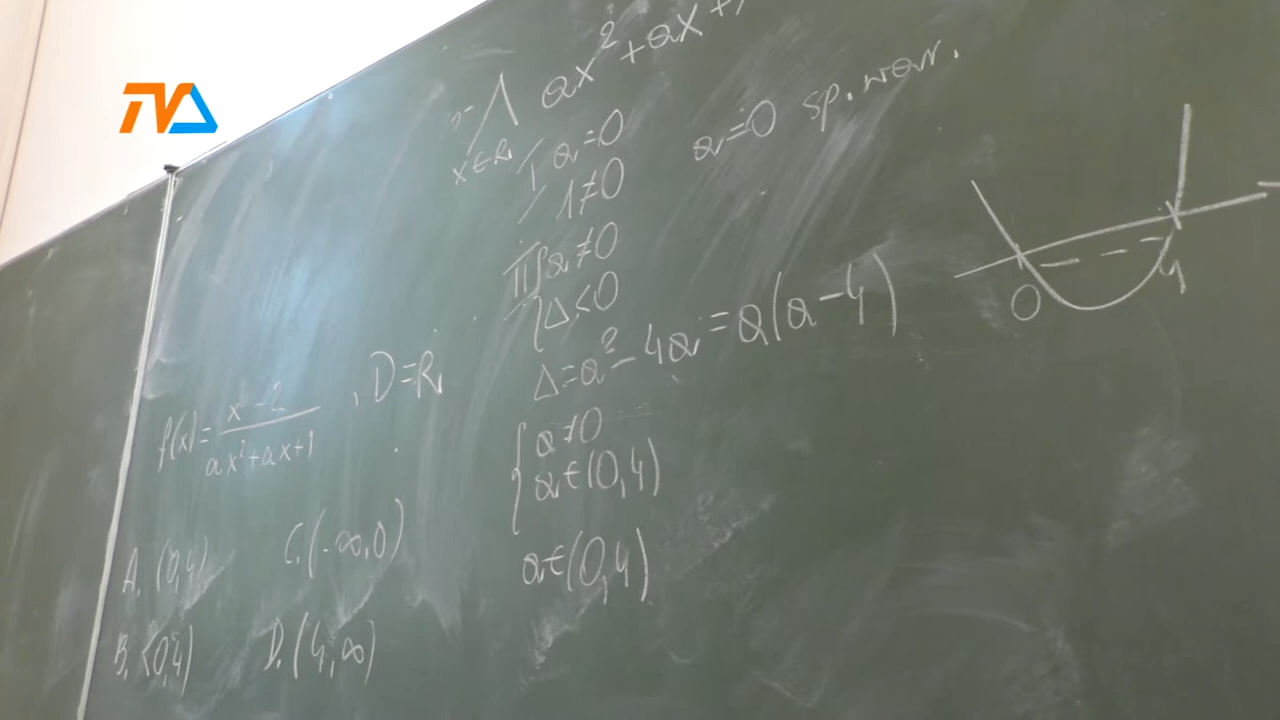 TVA
⋀ ax² + ax +
x∈R
I a=0
1≠0
a=0 sp. war.
II { a≠0
Δ<0
Δ=a²-4a=a(a-4)
{ a≠0
a∈(0,4)
a∈(0,4)
0 4
f(x)= x-2 / ax²+ax+1 , D=R
A. (0,4)
C. (-∞,0)
B. <0,4)
D. (4,∞)